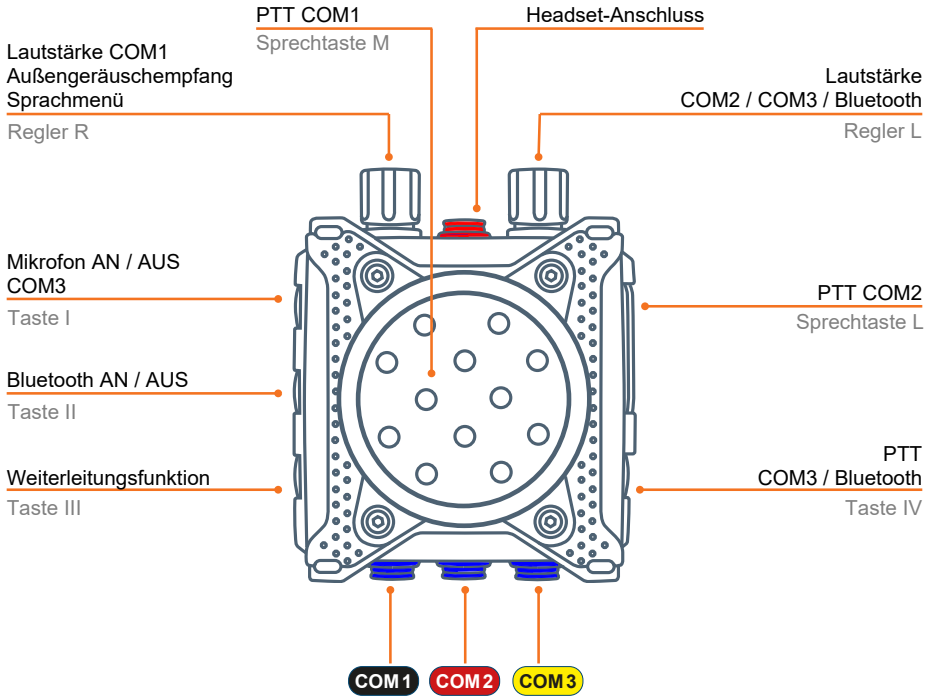 PTT COM1
Sprechtaste M
Headset-Anschluss
Lautstärke COM1
Außengeräuschempfang
Sprachmenü
Regler R
Lautstärke
COM2 / COM3 / Bluetooth
Regler L
Mikrofon AN / AUS
COM3
Taste I
PTT COM2
Sprechtaste L
Bluetooth AN / AUS
Taste II
Weiterleitungsfunktion
Taste III
PTT
COM3 / Bluetooth
Taste IV
COM1 COM2 COM3